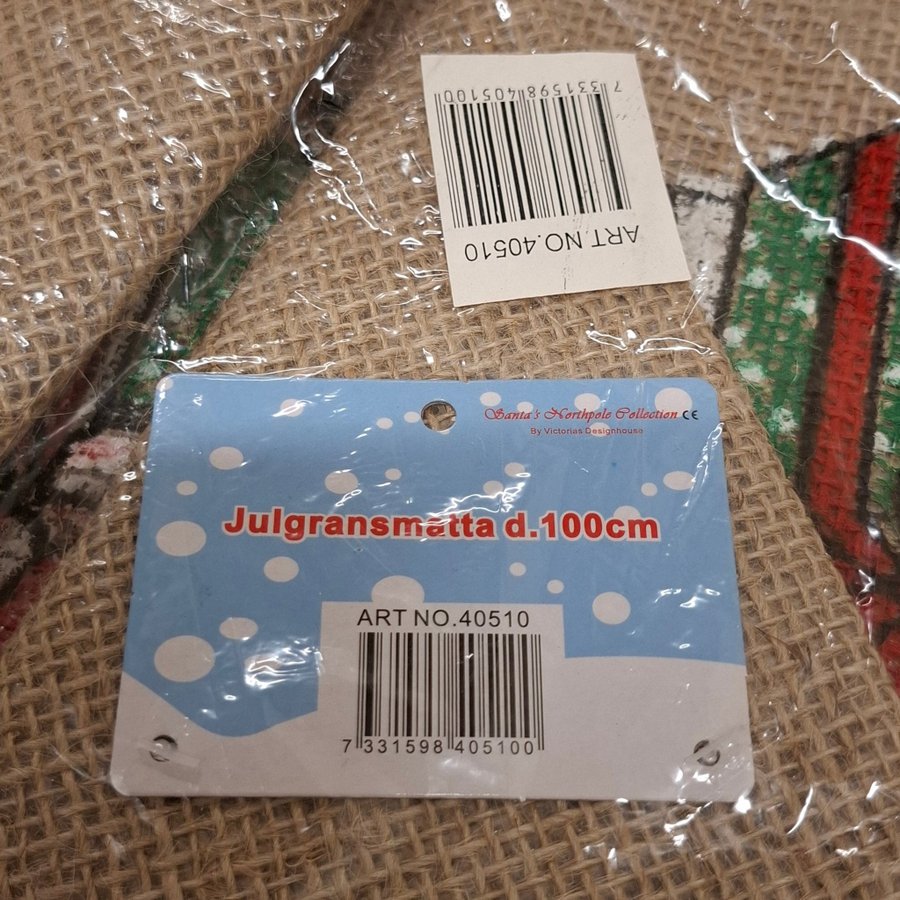 7 331598 405100
ART NO.40510
Santa's Northpole Collection CE
By Victorias Designhouse
Julgransmatta d.100cm
ART NO.40510
7 331598 405100